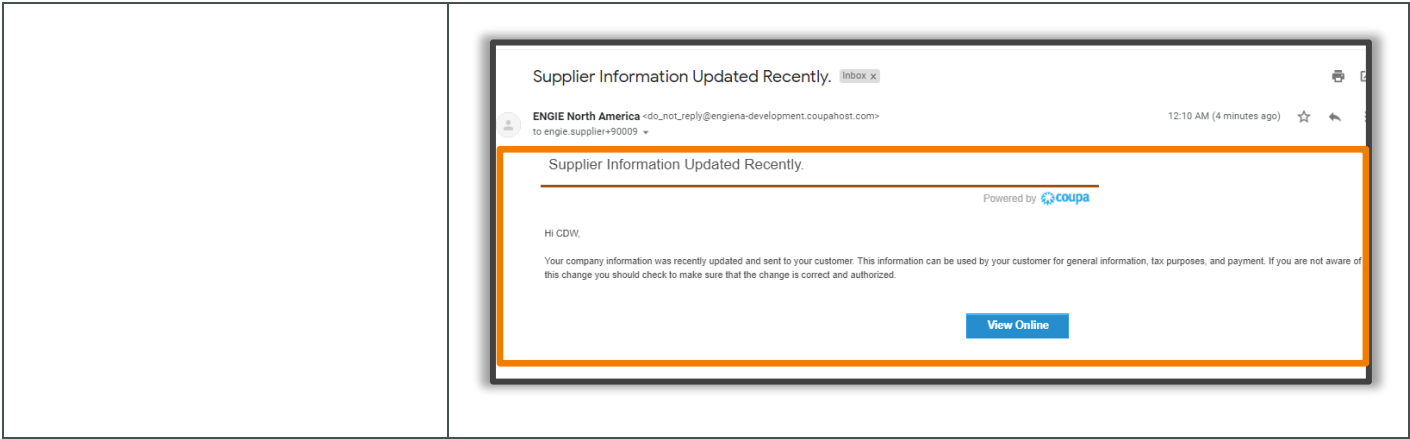 Supplier Information Updated Recently. Inbox x
ENGIE North America <do_not_reply@engiena-development.coupahost.com> 12:10 AM (4 minutes ago)
to engie.supplier+90009
Supplier Information Updated Recently.
Powered by coupa
Hi CDW,
Your company information was recently updated and sent to your customer. This information can be used by your customer for general information, tax purposes, and payment. If you are not aware of
this change you should check to make sure that the change is correct and authorized.
View Online